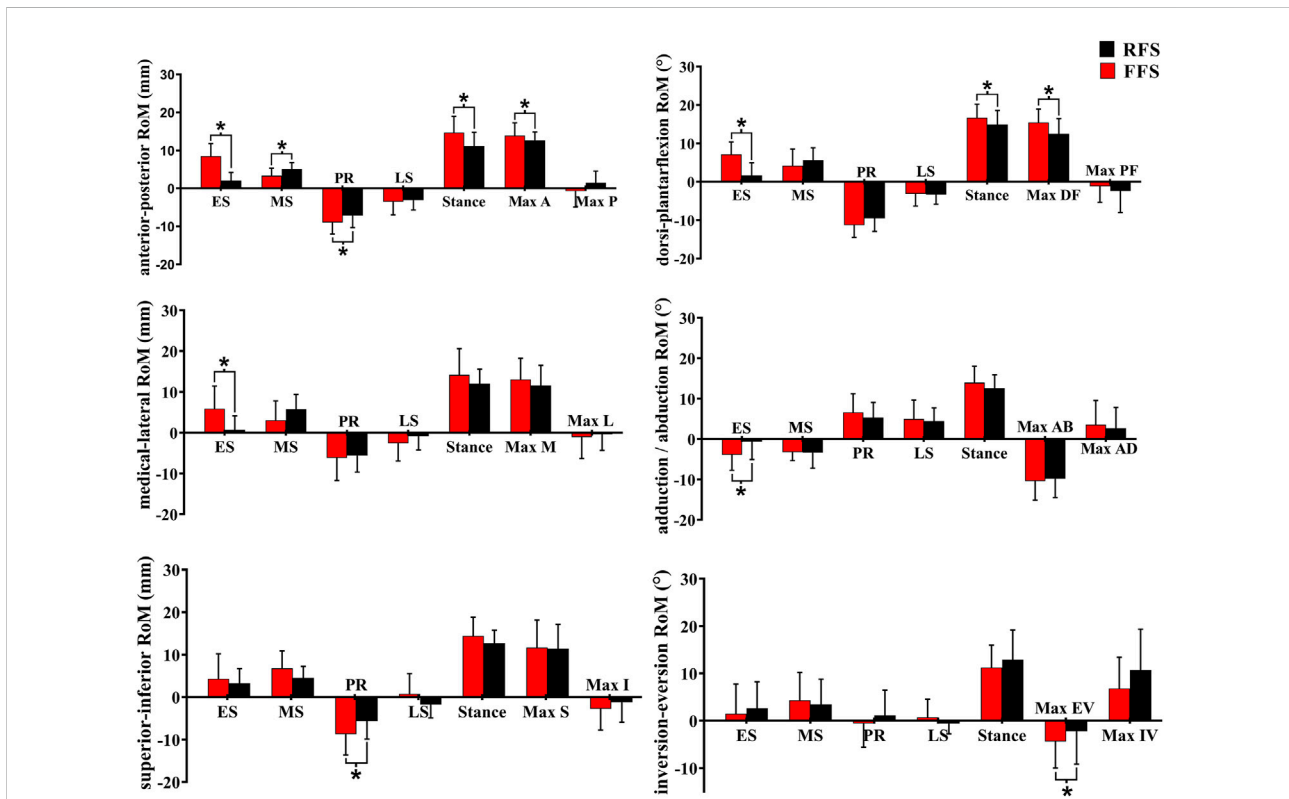 RFS
FFS
anterior-posterior RoM (mm)
30
20
10
0
-10
-20
*
*
*
*
*
ES
MS
PR
LS
Stance
Max A
Max P
dorsi-plantarflexion RoM (°)
30
20
10
0
-10
-20
*
*
*
ES
MS
PR
LS
Stance
Max DF
Max PF
medical-lateral RoM (mm)
30
20
10
0
-10
-20
*
ES
MS
PR
LS
Stance
Max M
Max L
adduction / abduction RoM (°)
30
20
10
0
-10
-20
*
ES
MS
PR
LS
Stance
Max AB
Max AD
superior-inferior RoM (mm)
30
20
10
0
-10
-20
*
ES
MS
PR
LS
Stance
Max S
Max I
inversion-eversion RoM (°)
30
20
10
0
-10
*
ES
MS
PR
LS
Stance
Max EV
Max IV